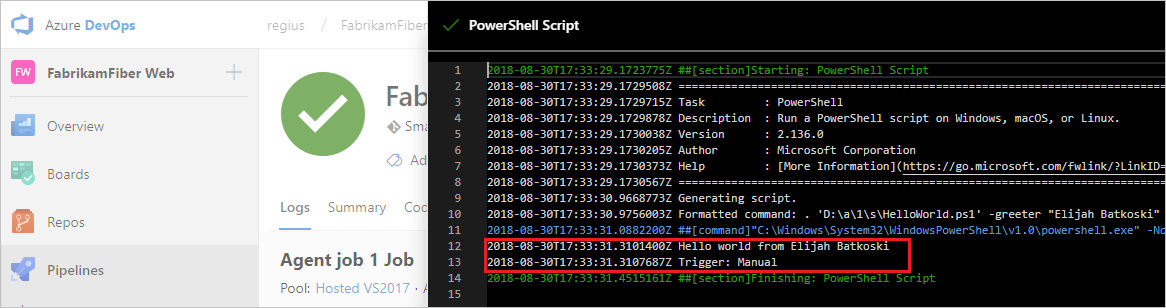 Azure DevOps
regius / FabrikamFiber
FW FabrikamFiber Web +
Overview
Boards
Repos
Pipelines
Logs Summary
Agent job 1 Job
Pool: Hosted VS2017 ·
PowerShell Script
1 2018-08-30T17:33:29.1723775Z ##[section]Starting: PowerShell Script
2 2018-08-30T17:33:29.1729508Z ==============================================================================
3 2018-08-30T17:33:29.1729715Z Task         : PowerShell
4 2018-08-30T17:33:29.1729878Z Description  : Run a PowerShell script on Windows, macOS, or Linux.
5 2018-08-30T17:33:29.1730038Z Version      : 2.136.0
6 2018-08-30T17:33:29.1730205Z Author       : Microsoft Corporation
7 2018-08-30T17:33:29.1730373Z Help         : [More Information](https://go.microsoft.com/fwlink/?LinkID=
8 2018-08-30T17:33:29.1730567Z ==============================================================================
9 2018-08-30T17:33:30.9668773Z Generating script.
10 2018-08-30T17:33:30.9756003Z Formatted command: . 'D:\a\1\s\HelloWorld.ps1' -greeter "Elijah Batkoski"
11 2018-08-30T17:33:31.0882200Z ##[command]"C:\Windows\System32\WindowsPowerShell\v1.0\powershell.exe" -No
12 2018-08-30T17:33:31.3101400Z Hello world from Elijah Batkoski
13 2018-08-30T17:33:31.3107687Z Trigger: Manual
14 2018-08-30T17:33:31.4515161Z ##[section]Finishing: PowerShell Script
15